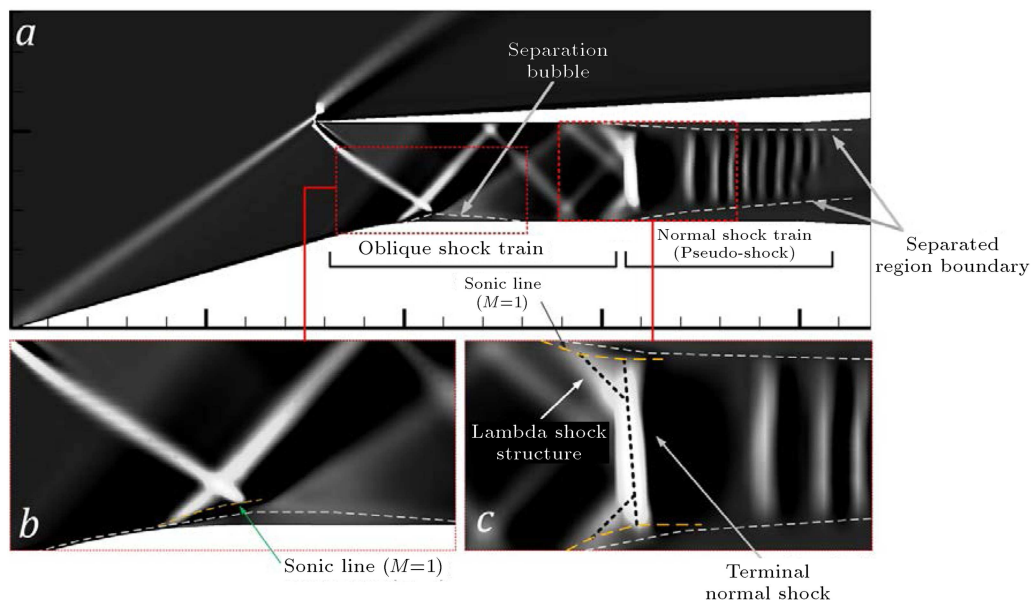 a
Separation
bubble
Oblique shock train
Normal shock train
(Pseudo-shock)
Separated
region boundary
Sonic line
(M=1)
b
Sonic line (M=1)
Lambda shock
structure
c
Terminal
normal shock